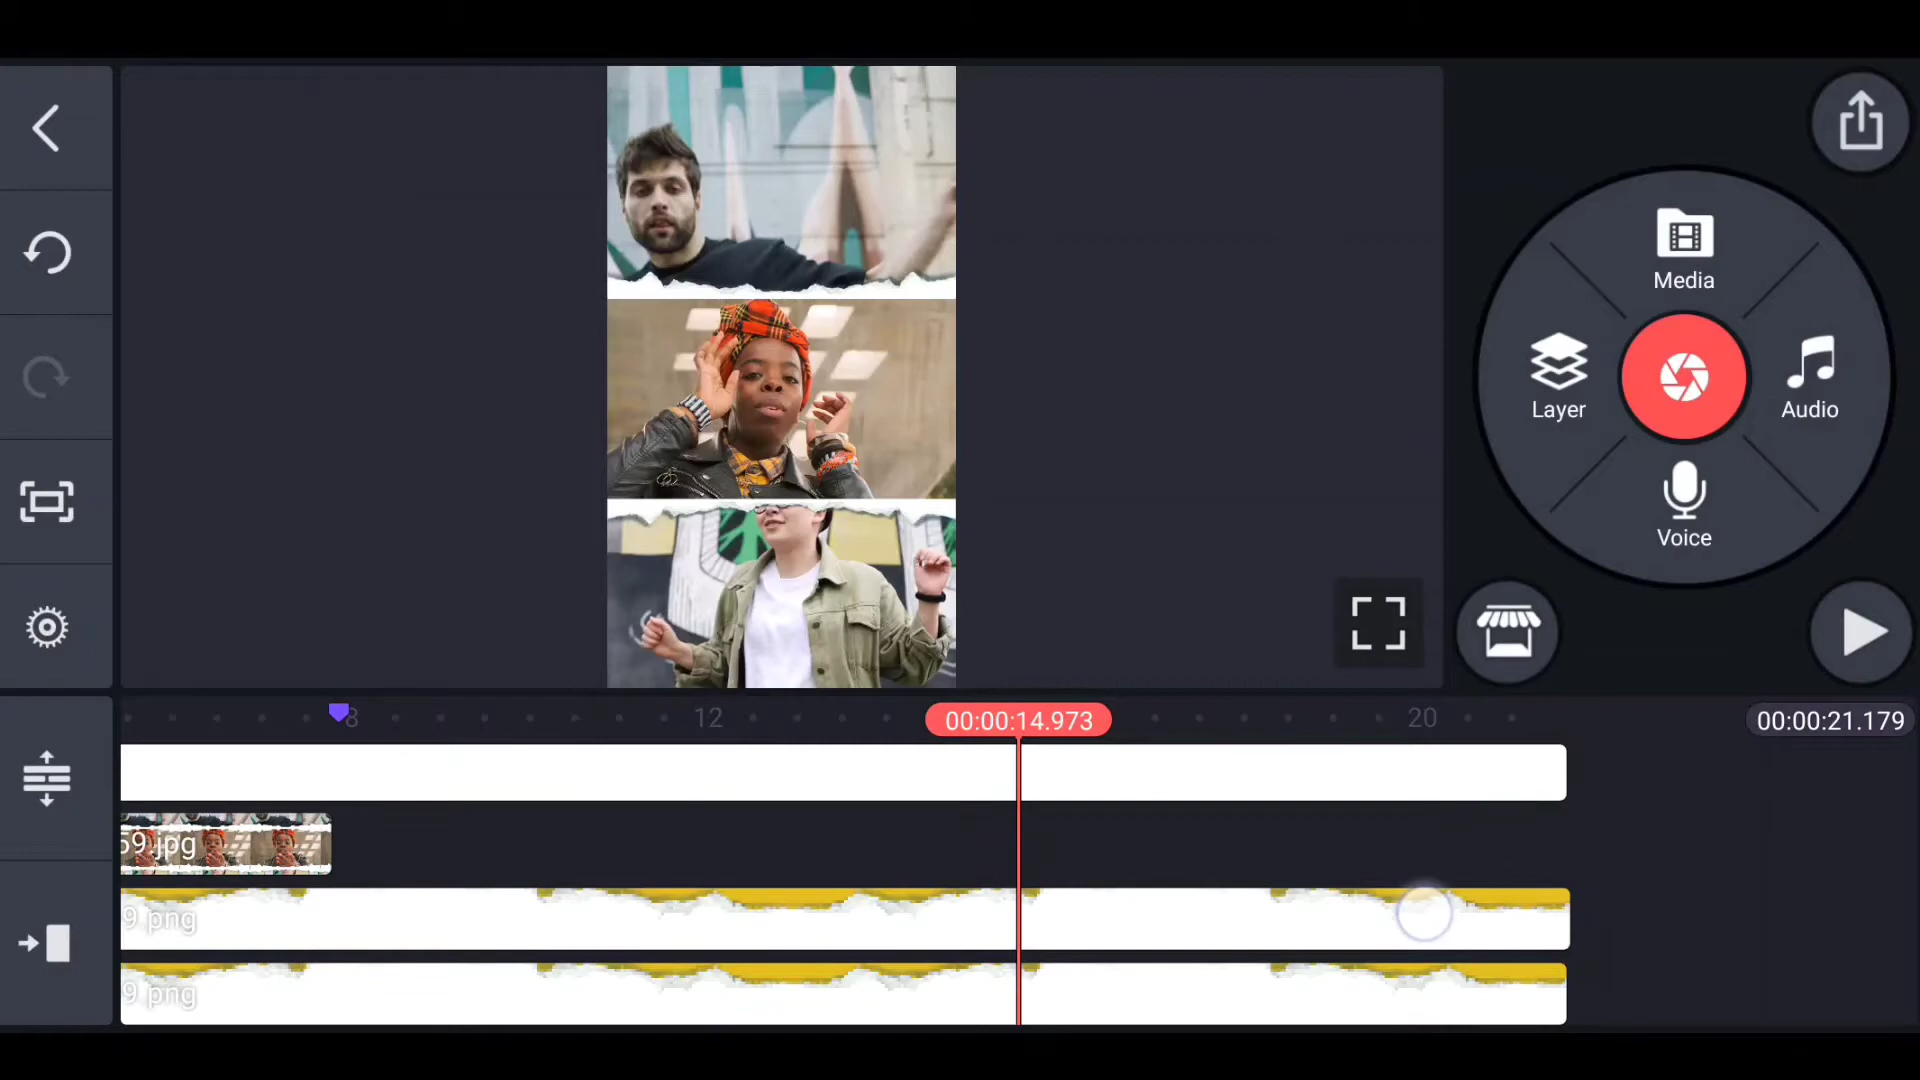 Media
Layer
Audio
Voice
8
12
00:00:14.973
20
00:00:21.179
59.jpg
9.png
9.png